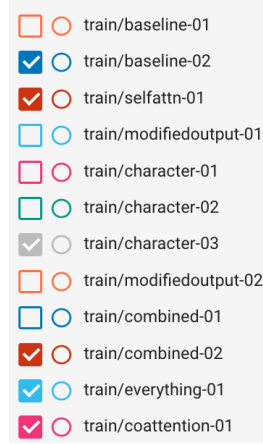 train/baseline-01
train/baseline-02
train/selfattn-01
train/modifiedoutput-01
train/character-01
train/character-02
train/character-03
train/modifiedoutput-02
train/combined-01
train/combined-02
train/everything-01
train/coattention-01